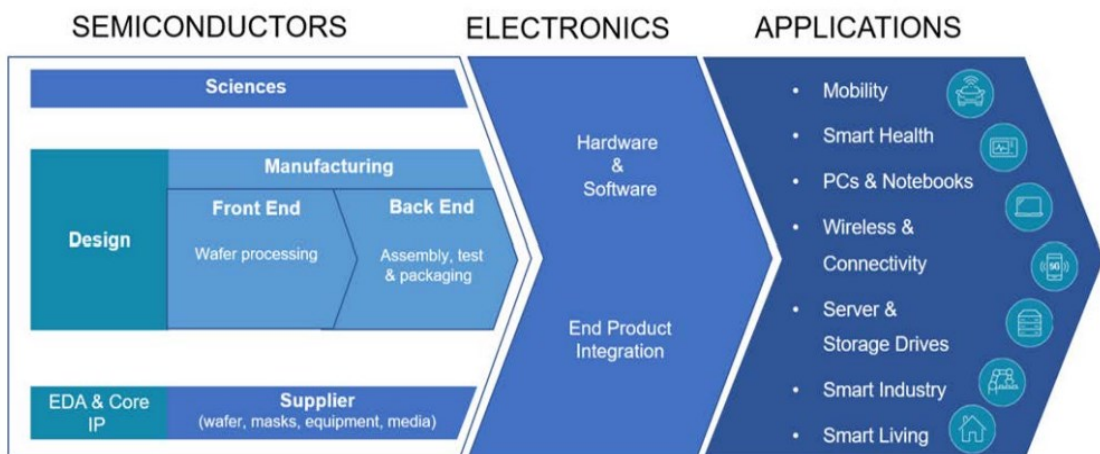 SEMICONDUCTORS
ELECTRONICS
APPLICATIONS
Sciences
Manufacturing
Design
Front End
Wafer processing
Back End
Assembly, test
& packaging
EDA & Core
IP
Supplier
(wafer, masks, equipment, media)
Hardware
&
Software
End Product
Integration
• Mobility
• Smart Health
• PCs & Notebooks
• Wireless &
Connectivity
5G
• Server &
Storage Drives
• Smart Industry
• Smart Living